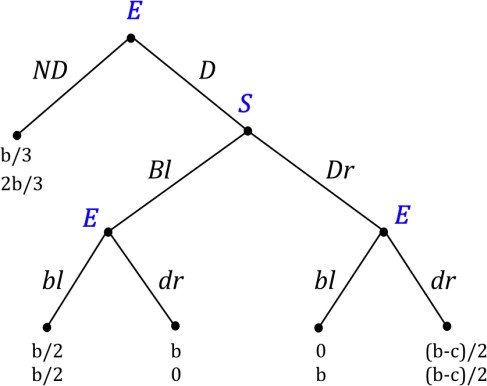 E
ND D
S
b/3
2b/3
Bl Dr
E E
bl dr bl dr
b/2 b 0 (b-c)/2
b/2 0 b (b-c)/2